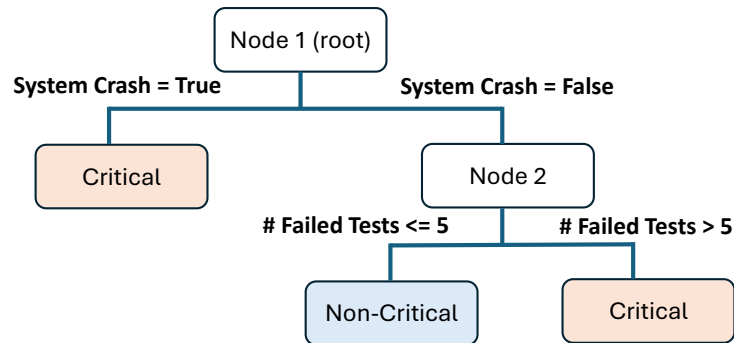 Node 1 (root)
System Crash = True
System Crash = False
Critical
Node 2
# Failed Tests <= 5
# Failed Tests > 5
Non-Critical
Critical